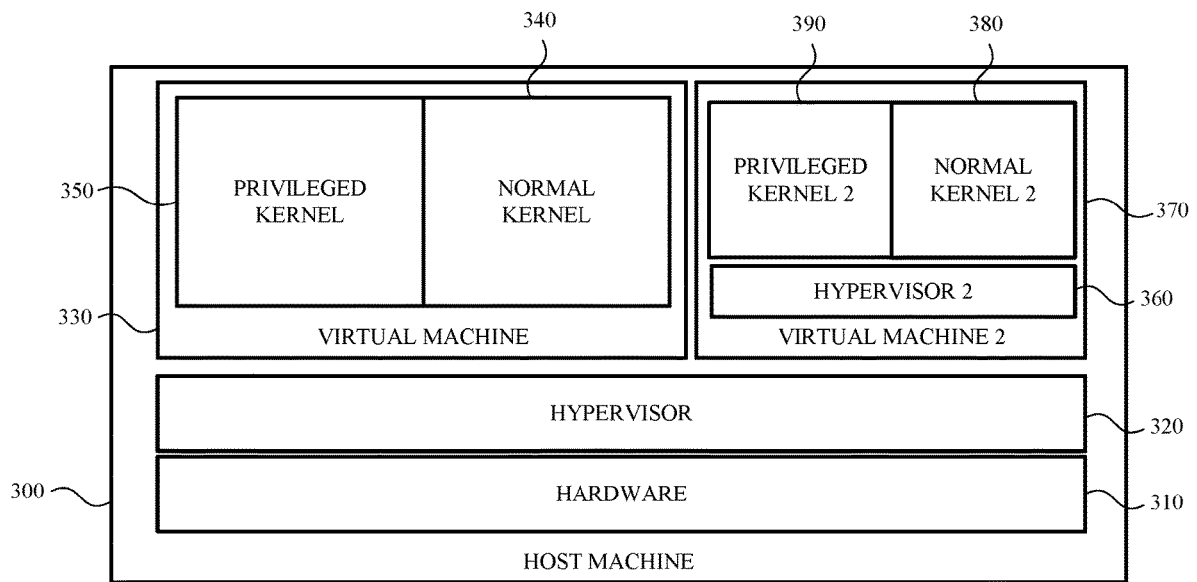 340
390
380
350
PRIVILEGED
KERNEL
NORMAL
KERNEL
PRIVILEGED
KERNEL 2
NORMAL
KERNEL 2
370
HYPERVISOR 2
360
330
VIRTUAL MACHINE
VIRTUAL MACHINE 2
HYPERVISOR
320
300
HARDWARE
310
HOST MACHINE